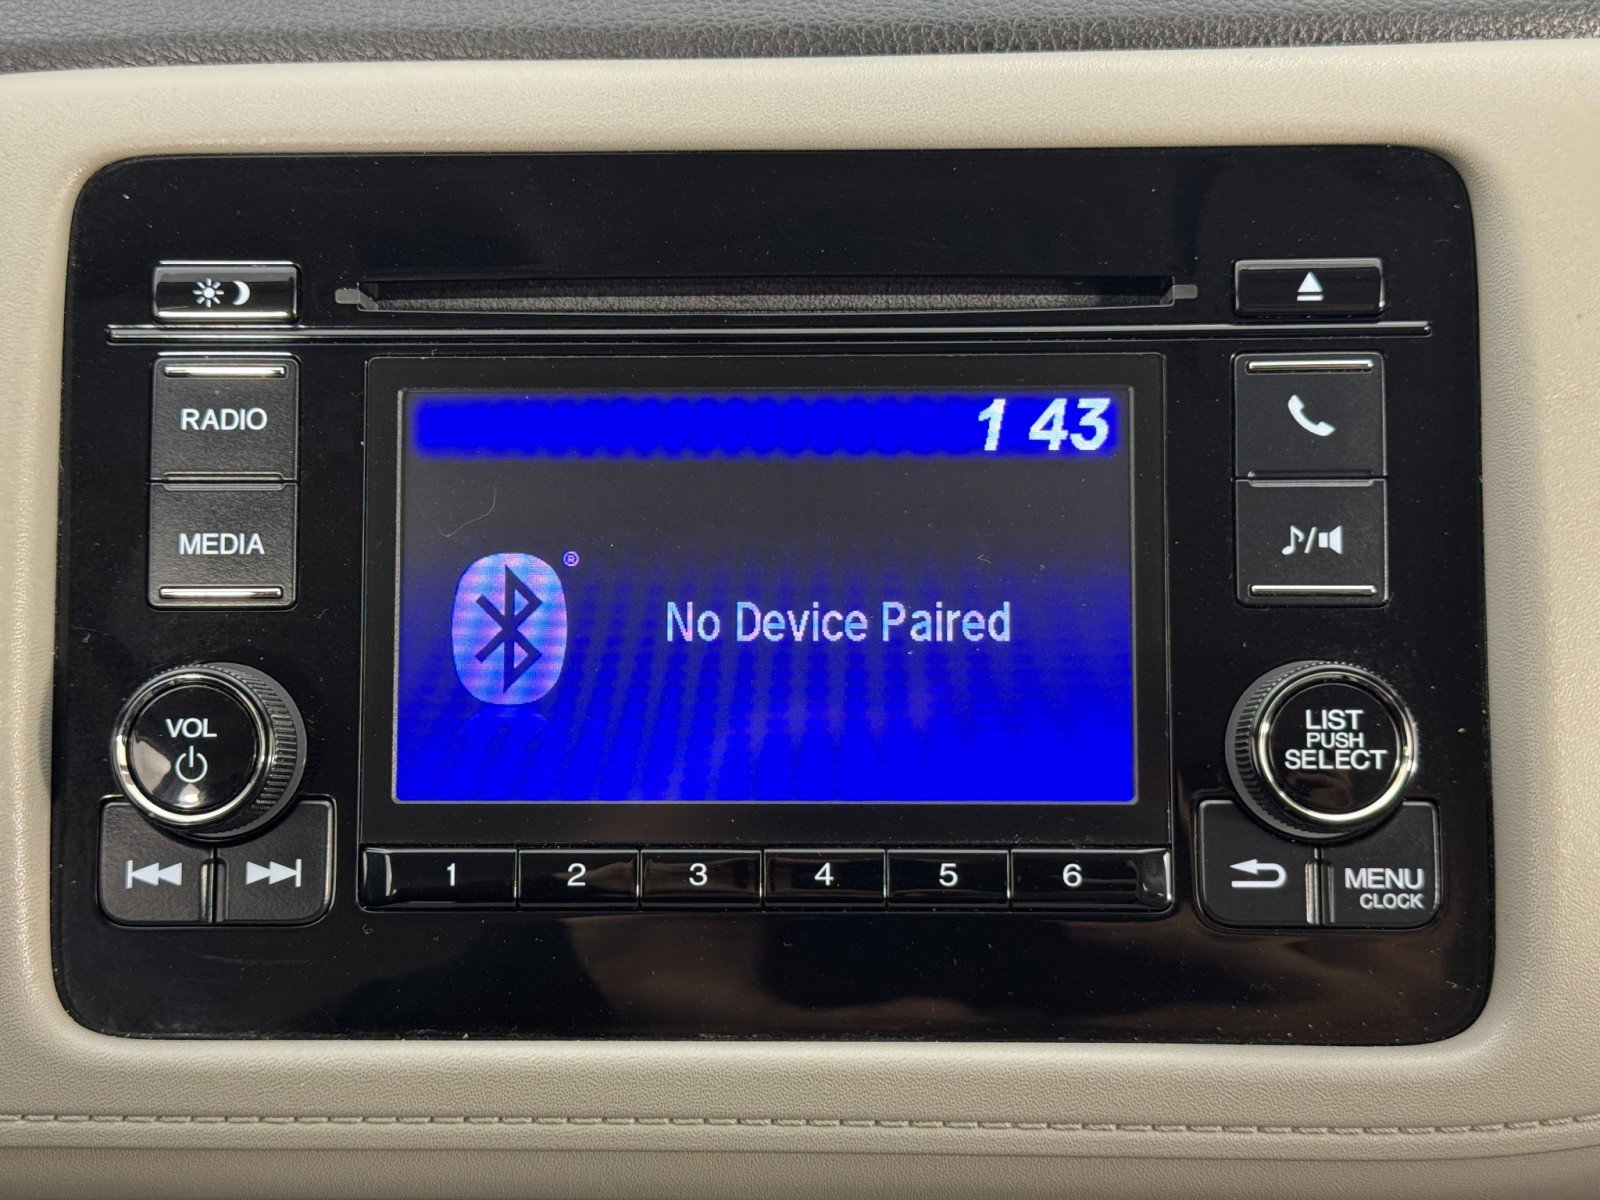 RADIO
MEDIA
1 43
®
No Device Paired
VOL
LIST
PUSH
SELECT
1 2 3 4 5 6
MENU
CLOCK